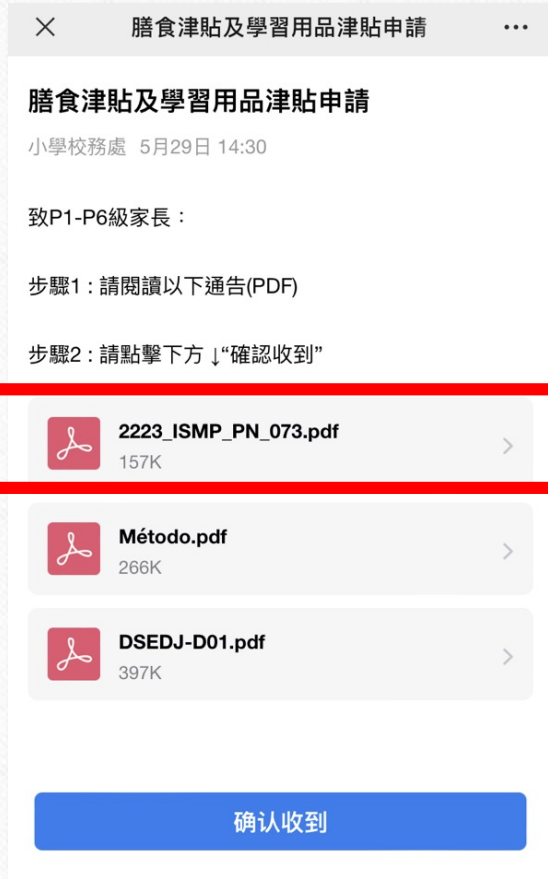 膳食津貼及學習用品津貼申請
膳食津貼及學習用品津貼申請
小學校務處 5月29日 14:30
致P1-P6級家長：
步驟1 : 請閱讀以下通告(PDF)
步驟2 : 請點擊下方 ↓“確認收到”
2223_ISMP_PN_073.pdf
157K
Método.pdf
266K
DSEDJ-D01.pdf
397K
确认收到